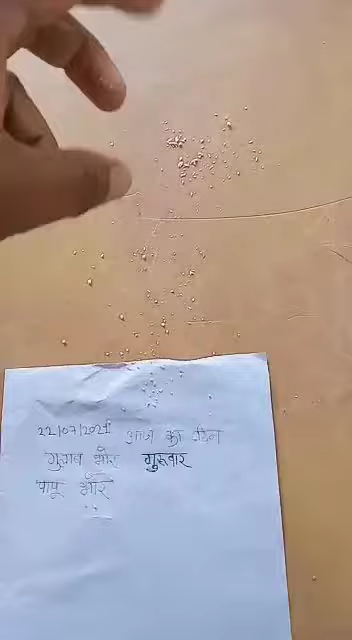 22/07/2021 आज का दिन
गुलाब और गुरुवार
पापू और